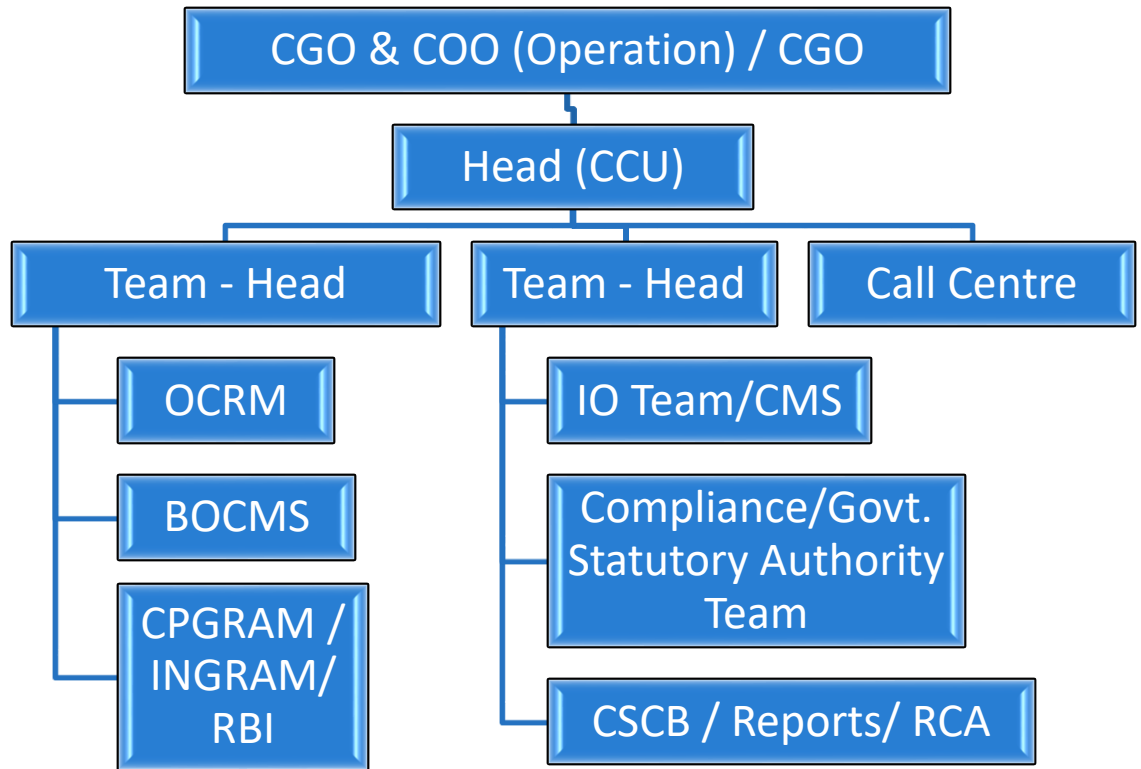 CGO & COO (Operation) / CGO
Head (CCU)
Team - Head
OCRM
BOCMS
CPGRAM /
INGRAM/
RBI
Team - Head
IO Team/CMS
Compliance/Govt.
Statutory Authority
Team
CSCB / Reports/ RCA
Call Centre